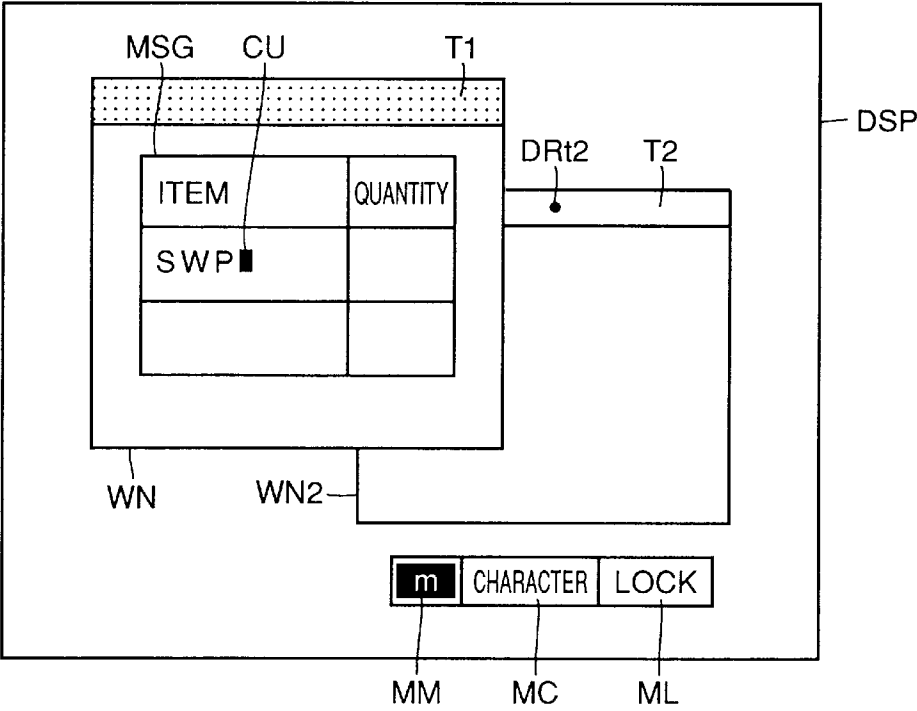 MSG CU T1
DSP
DRt2 T2
ITEM QUANTITY
SWP
WN
WN2
m CHARACTER LOCK
MM MC ML